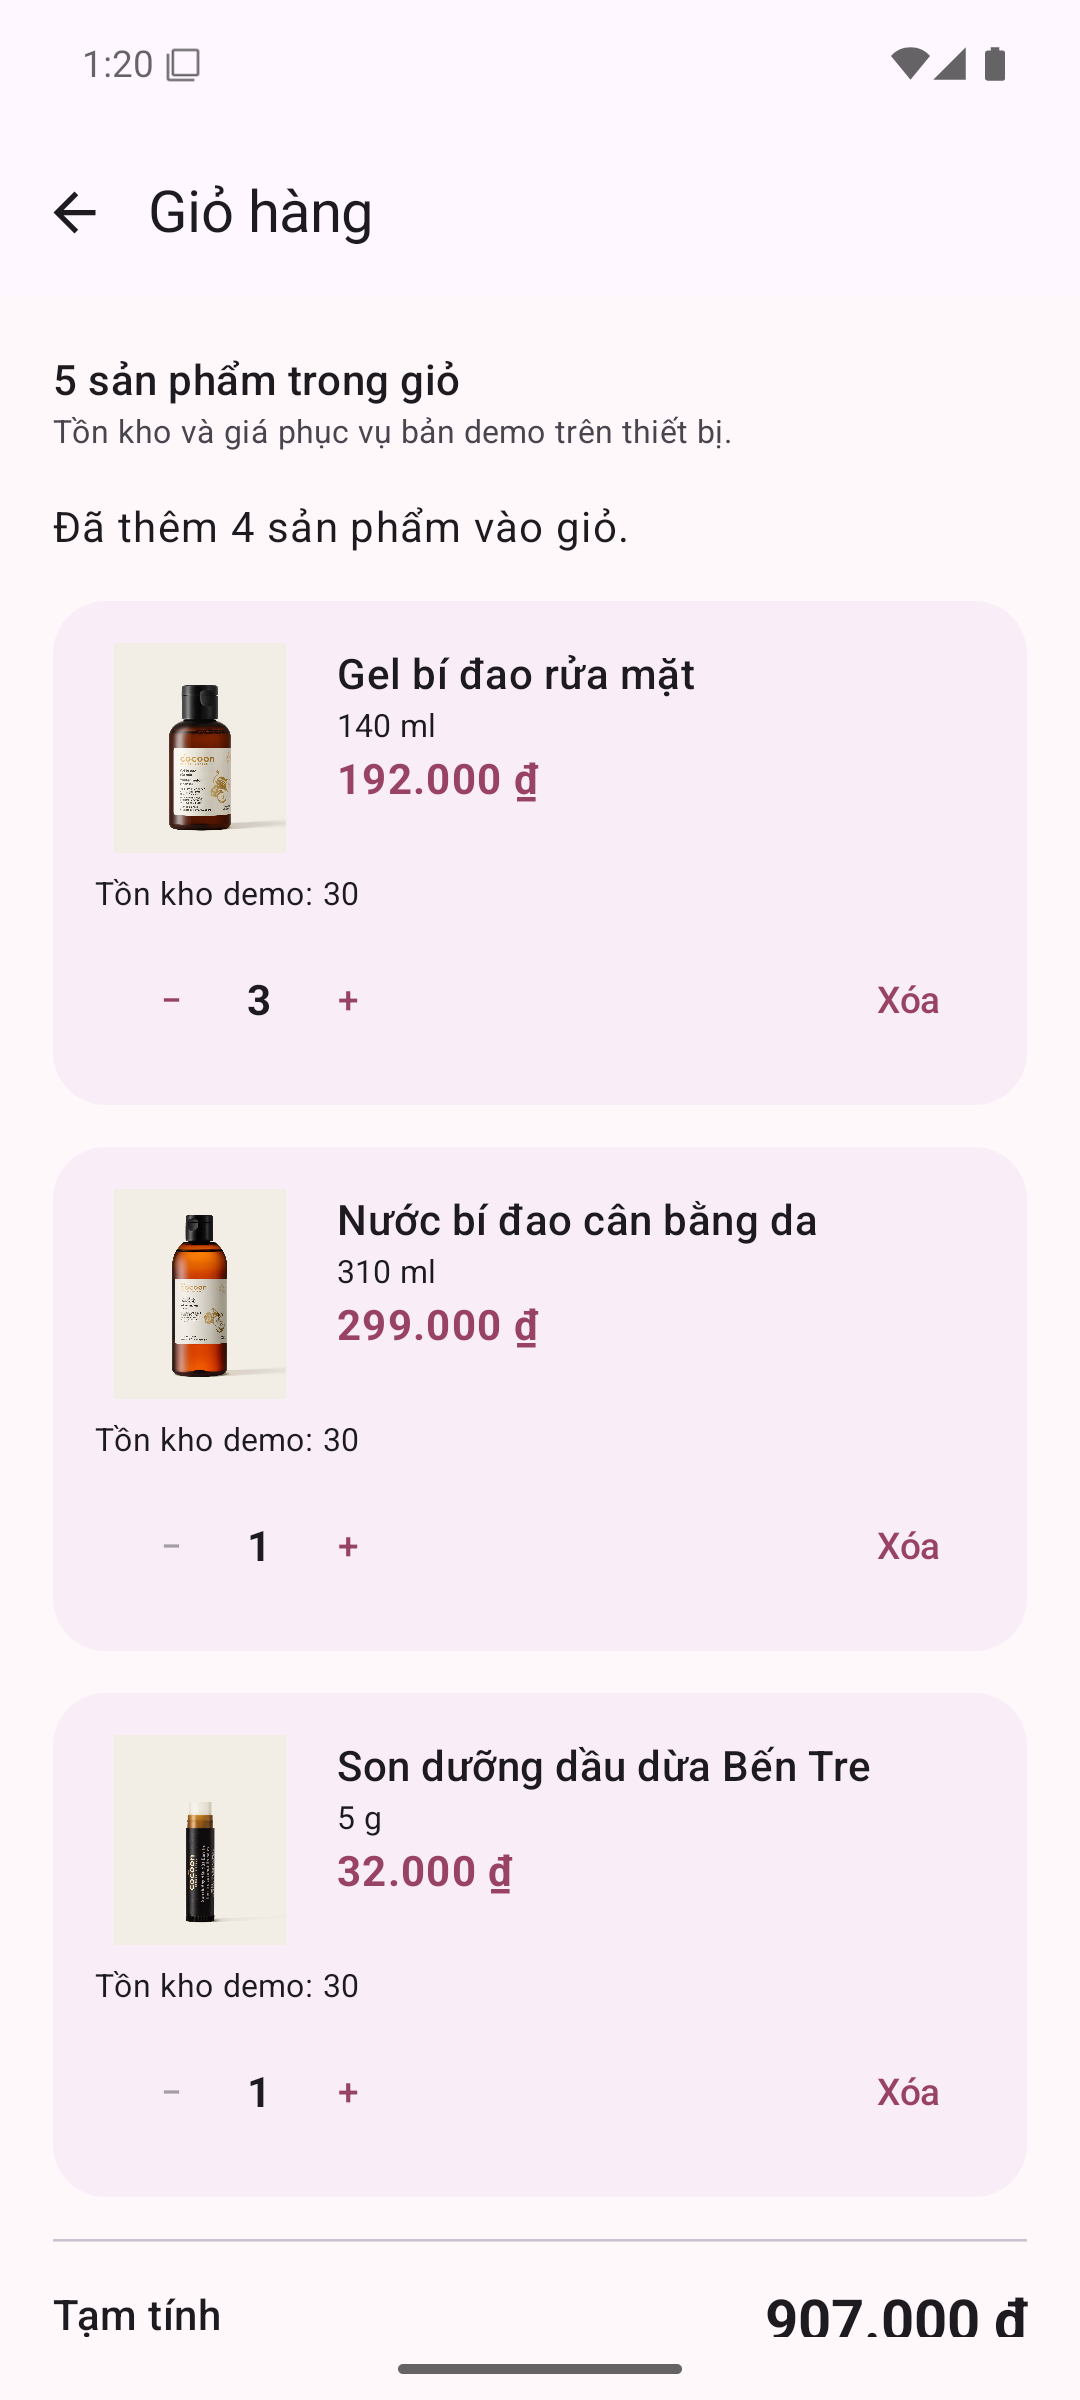 1:20
Giỏ hàng
5 sản phẩm trong giỏ
Tồn kho và giá phục vụ bản demo trên thiết bị.
Đã thêm 4 sản phẩm vào giỏ.
cocoon
Gel bí đao rửa mặt
140 ml
192.000 ₫
Tồn kho demo: 30
− 3 + Xóa
cocoon
Nước bí đao cân bằng da
310 ml
299.000 ₫
Tồn kho demo: 30
− 1 + Xóa
cocoon
Son dưỡng dầu dừa Bến Tre
5 g
32.000 ₫
Tồn kho demo: 30
− 1 + Xóa
Tạm tính 907.000 ₫